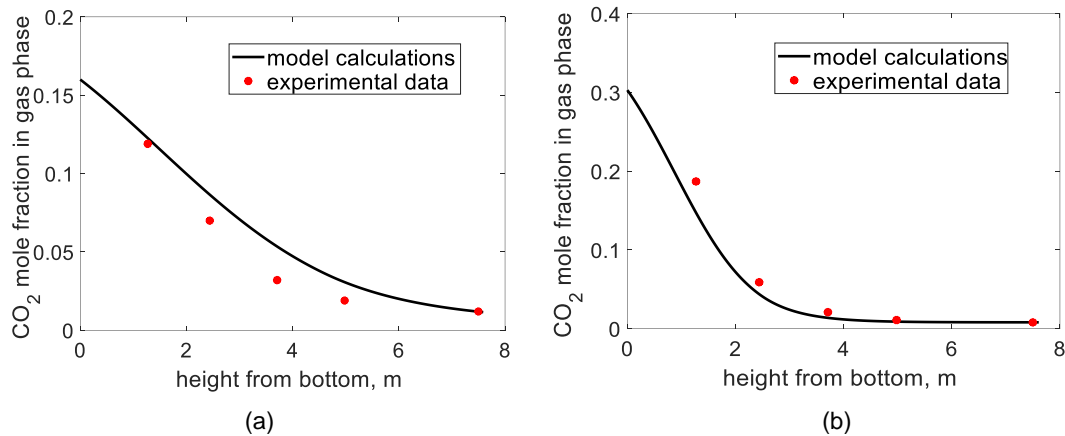 CO2 mole fraction in gas phase
0.2
0.15
0.1
0.05
0
0 2 4 6 8
height from bottom, m
model calculations
experimental data
(a)
CO2 mole fraction in gas phase
0.4
0.3
0.2
0.1
0
0 2 4 6 8
height from bottom, m
model calculations
experimental data
(b)